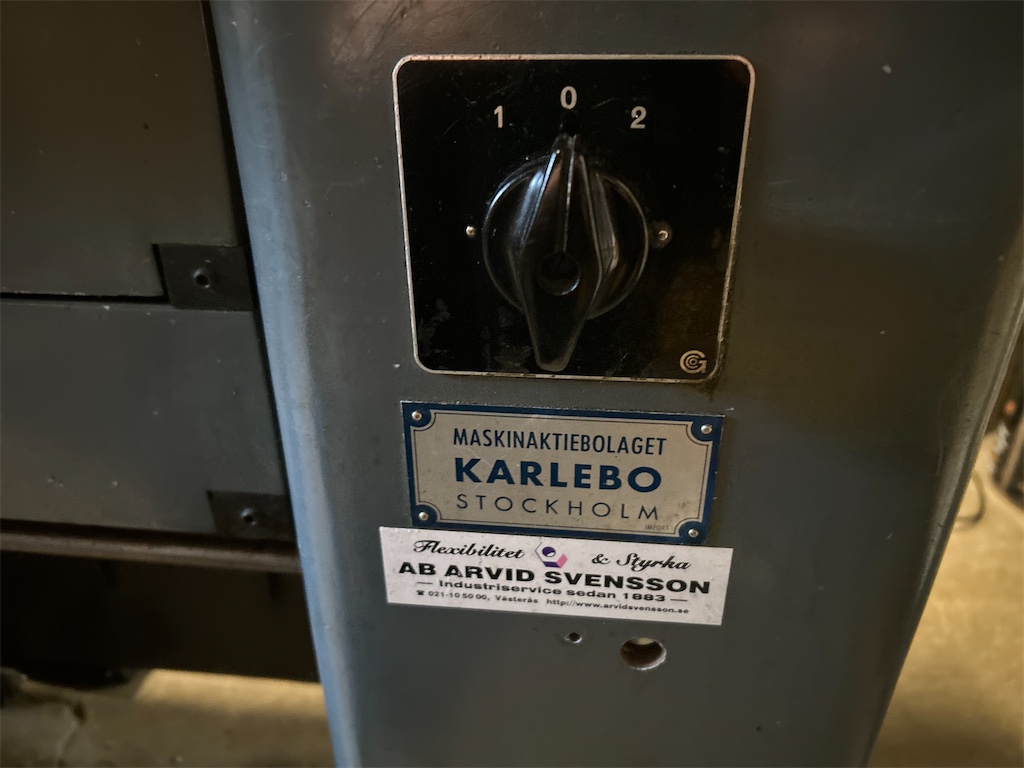 1 0 2
G
MASKINAKTIEBOLAGET
KARLEBO
STOCKHOLM
IMPORT
Flexibilitet & Styrka
AB ARVID SVENSSON
— Industriservice sedan 1883 —
☎ 021-10 50 00, Västerås http://www.arvidsvensson.se